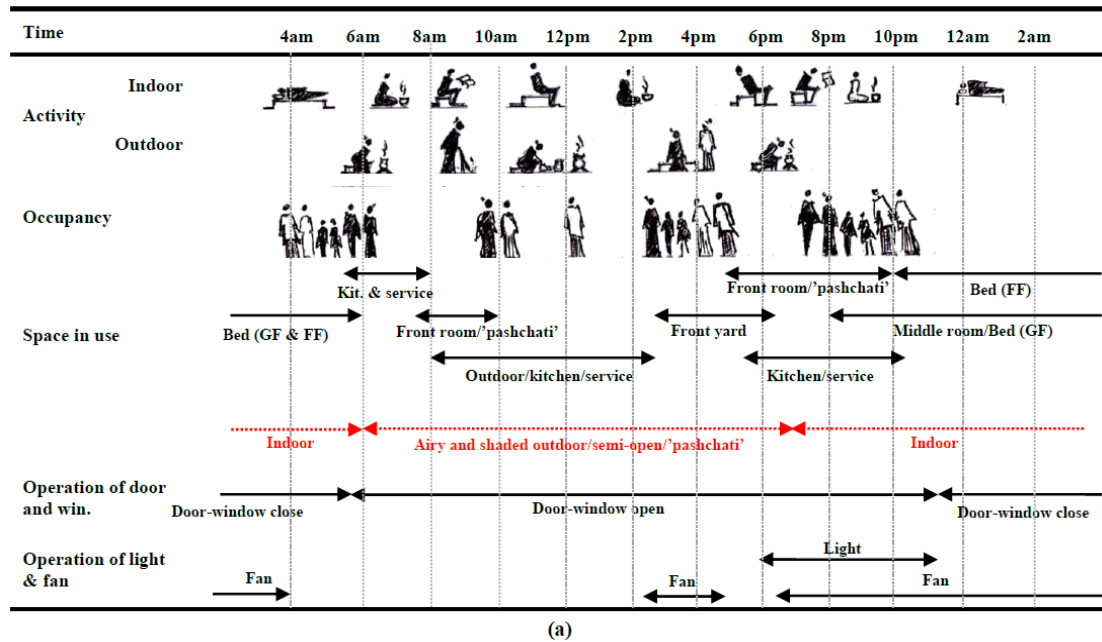 Time 4am 6am 8am 10am 12pm 2pm 4pm 6pm 8pm 10pm 12am 2am
Indoor
Activity
Outdoor
Occupancy
Kit. & service
Front room/’pashchati’
Bed (FF)
Space in use
Bed (GF & FF)
Front room/’pashchati’
Front yard
Middle room/Bed (GF)
Outdoor/kitchen/service
Kitchen/service
Indoor
Airy and shaded outdoor/semi-open/’pashchati’
Indoor
Operation of door
and win.
Door-window close
Door-window open
Door-window close
Operation of light
& fan
Light
Fan
Fan
Fan
(a)